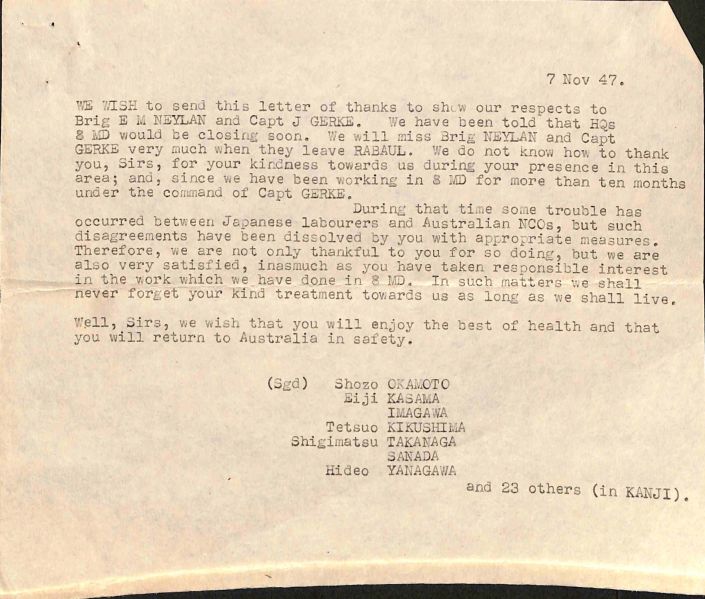 7 Nov 47.
WE WISH to send this letter of thanks to show our respects to
Brig E M NEYLAN and Capt J GERKE. We have been told that HQs
8 MD would be closing soon. We will miss Brig NEYLAN and Capt
GERKE very much when they leave RABAUL. We do not know how to thank
you, Sirs, for your kindness towards us during your presence in this
area; and, since we have been working in 8 MD for more than ten months
under the command of Capt GERKE.
During that time some trouble has
occurred between Japanese labourers and Australian NCOs, but such
disagreements have been dissolved by you with appropriate measures.
Therefore, we are not only thankful to you for so doing, but we are
also very satisfied, inasmuch as you have taken responsible interest
in the work which we have done in 8 MD. In such matters we shall
never forget your kind treatment towards us as long as we shall live.
Well, Sirs, we wish that you will enjoy the best of health and that
you will return to Australia in safety.
(Sgd) Shozo OKAMOTO
Eiji KASAMA
IMAGAWA
Tetsuo KIKUSHIMA
Shigimatsu TAKANAGA
SANADA
Hideo YANAGAWA
and 23 others (in KANJI).